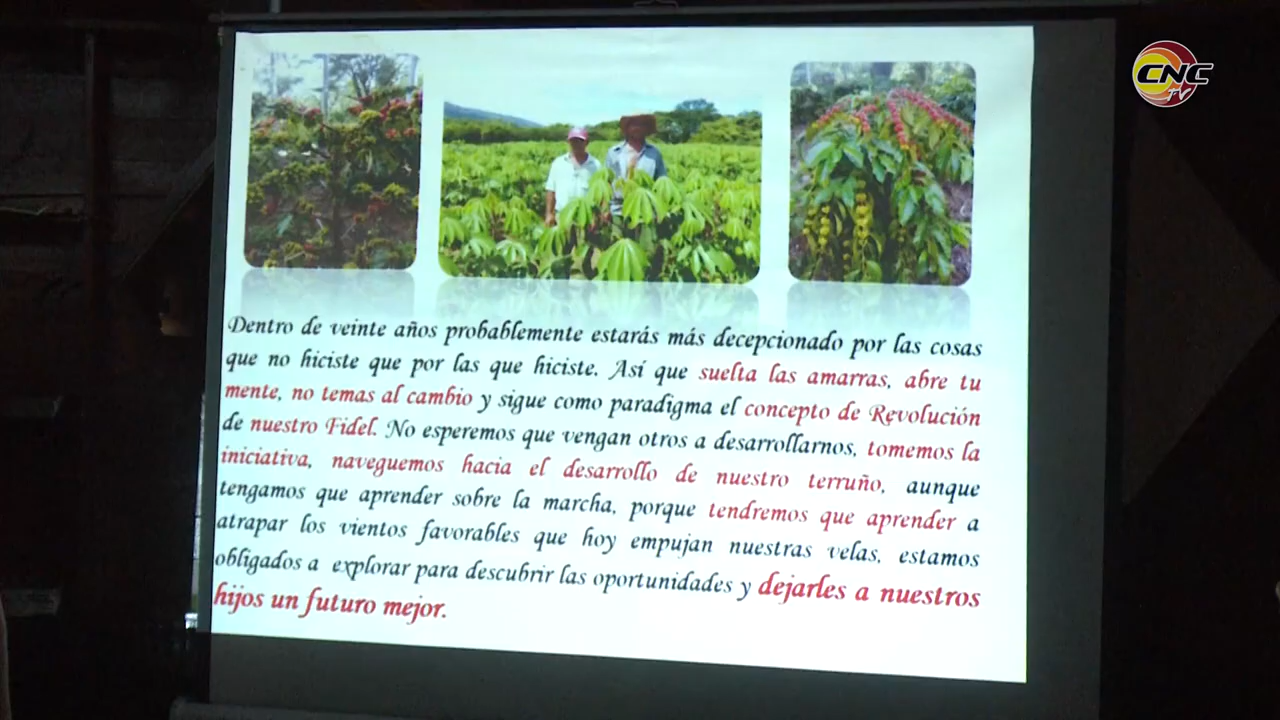 CNC
TV
Dentro de veinte años probablemente estarás más decepcionado por las cosas
que no hiciste que por las que hiciste. Así que suelta las amarras, abre tu
mente, no temas al cambio y sigue como paradigma el concepto de Revolución
de nuestro Fidel. No esperemos que vengan otros a desarrollarnos, tomemos la
iniciativa, naveguemos hacia el desarrollo de nuestro terruño, aunque
tengamos que aprender sobre la marcha, porque tendremos que aprender a
atrapar los vientos favorables que hoy empujan nuestras velas, estamos
obligados a explorar para descubrir las oportunidades y dejarles a nuestros
hijos un futuro mejor.